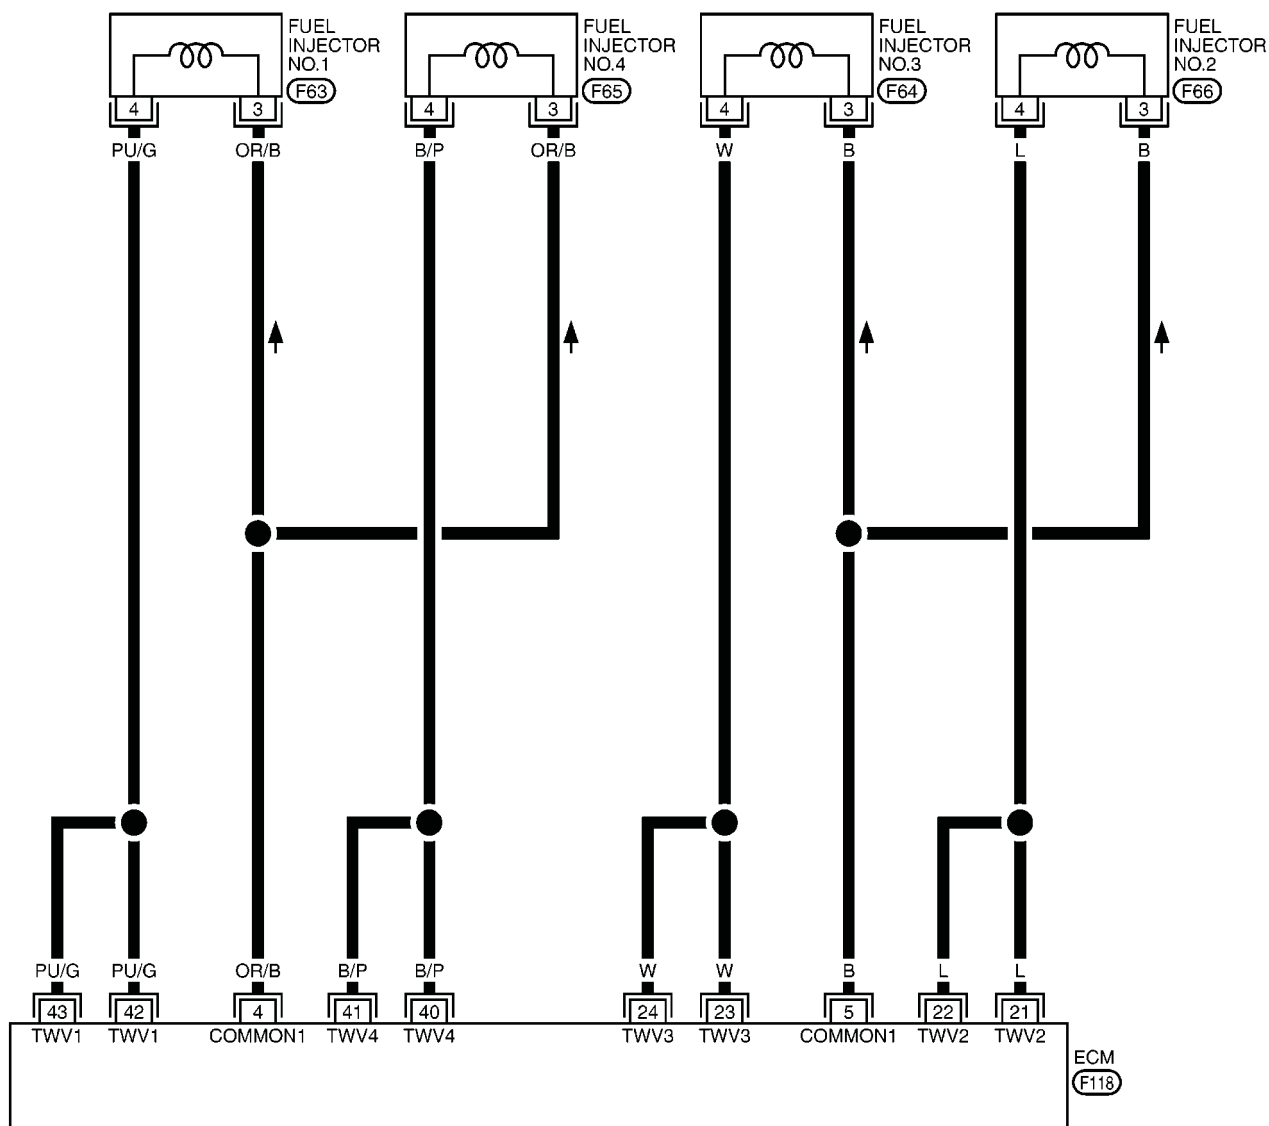 FUEL
INJECTOR
NO.1
F63
FUEL
INJECTOR
NO.4
F65
FUEL
INJECTOR
NO.3
F64
FUEL
INJECTOR
NO.2
F66
4 3 4 3 4 3 4 3
PU/G OR/B B/P OR/B W B L B
PU/G PU/G OR/B B/P B/P W W B L L
43 42 4 41 40 24 23 5 22 21
TWV1 TWV1 COMMON1 TWV4 TWV4 TWV3 TWV3 COMMON1 TWV2 TWV2
ECM
F118